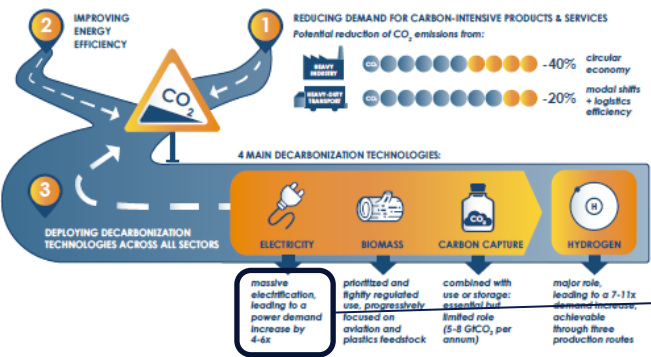 2
IMPROVING
ENERGY
EFFICIENCY
1
REDUCING DEMAND FOR CARBON-INTENSIVE PRODUCTS & SERVICES
Potential reduction of CO₂ emissions from:
HEAVY
INDUSTRY
CO₂
-40%
circular
economy
HEAVY-DUTY
TRANSPORT
CO₂
-20%
modal shifts
+ logistics
efficiency
CO₂
3
DEPLOYING DECARBONIZATION
TECHNOLOGIES ACROSS ALL SECTORS
4 MAIN DECARBONIZATION TECHNOLOGIES:
ELECTRICITY
massive
electrification,
leading to a
power demand
increase by
4-6x
BIOMASS
prioritized and
tightly regulated
use, progressively
focused on
aviation and
plastics feedstock
CO₂
CARBON CAPTURE
combined with
use or storage:
essential but
limited role
(5-8 GtCO₂ per
annum)
H
HYDROGEN
major role,
leading to a 7-11x
demand increase,
achievable
through three
production routes